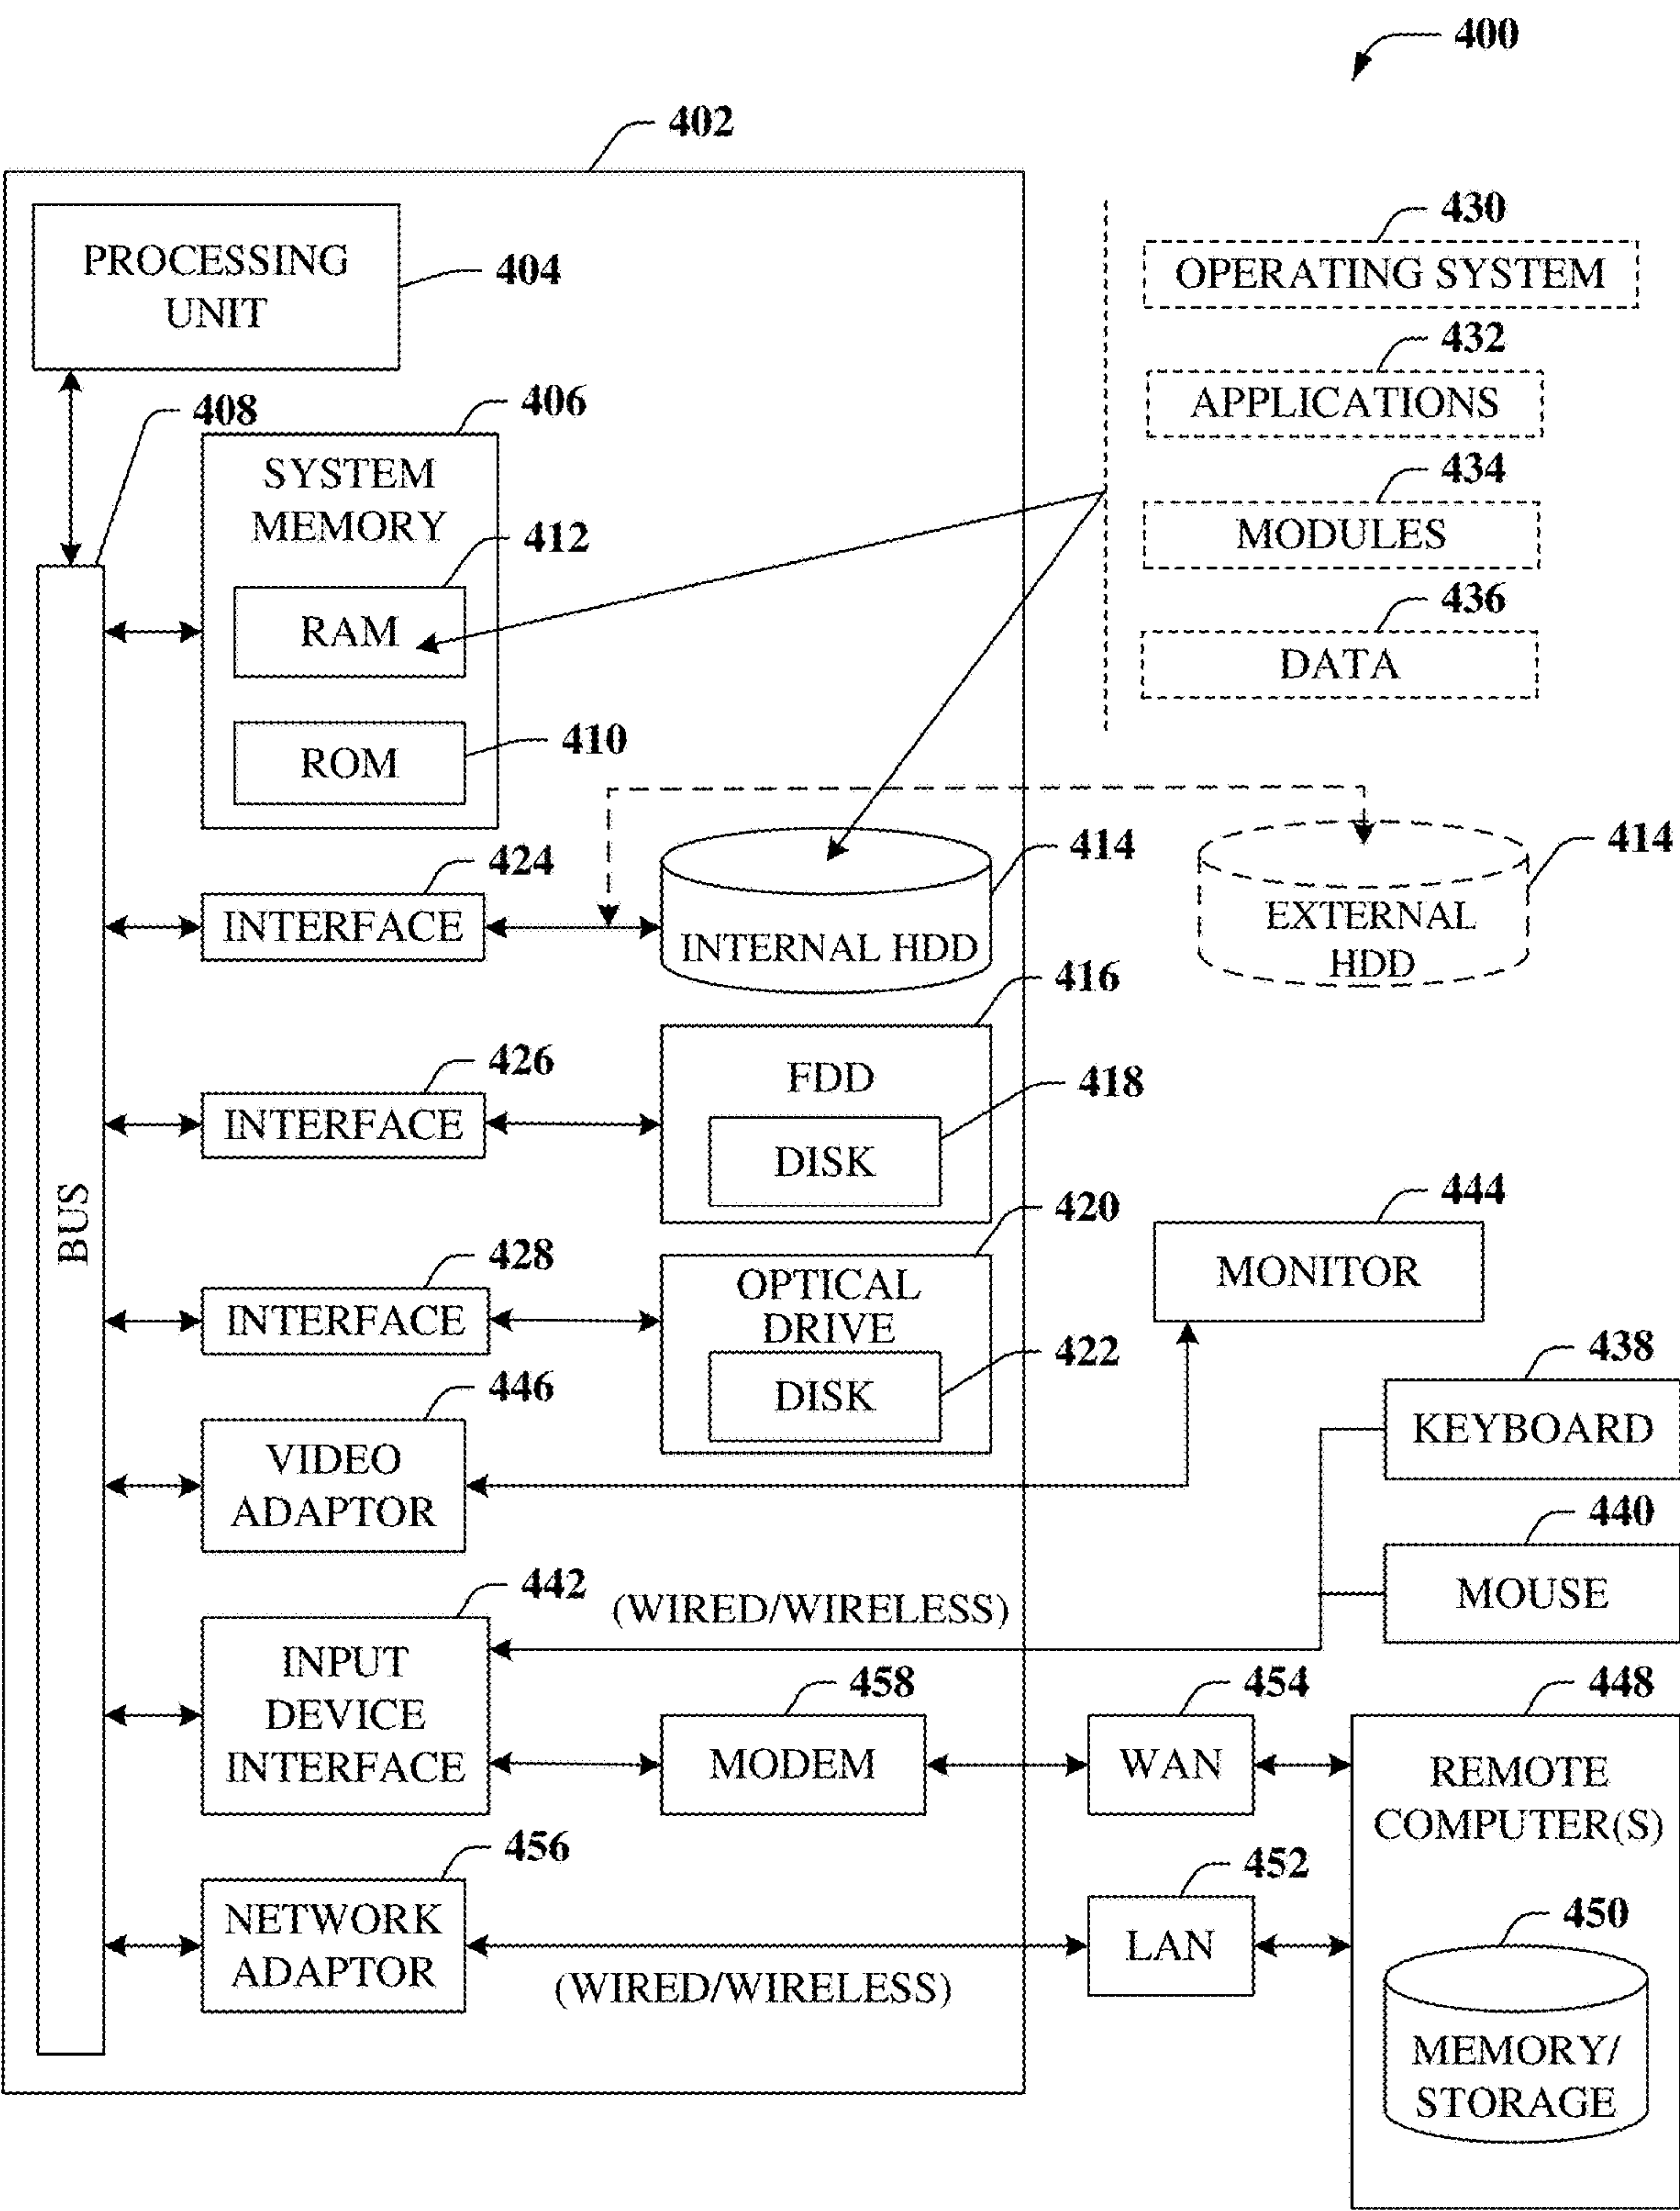 400
402
PROCESSING
UNIT
404
430
OPERATING SYSTEM
432
APPLICATIONS
434
MODULES
436
DATA
408
406
SYSTEM
MEMORY
412
RAM
410
ROM
424
INTERFACE
414
INTERNAL HDD
414
EXTERNAL
HDD
426
INTERFACE
416
FDD
418
DISK
BUS
428
INTERFACE
420
OPTICAL
DRIVE
422
DISK
444
MONITOR
446
VIDEO
ADAPTOR
438
KEYBOARD
440
MOUSE
442
(WIRED/WIRELESS)
INPUT
DEVICE
INTERFACE
458
MODEM
454
WAN
448
REMOTE
COMPUTER(S)
456
NETWORK
ADAPTOR
(WIRED/WIRELESS)
452
LAN
450
MEMORY/
STORAGE